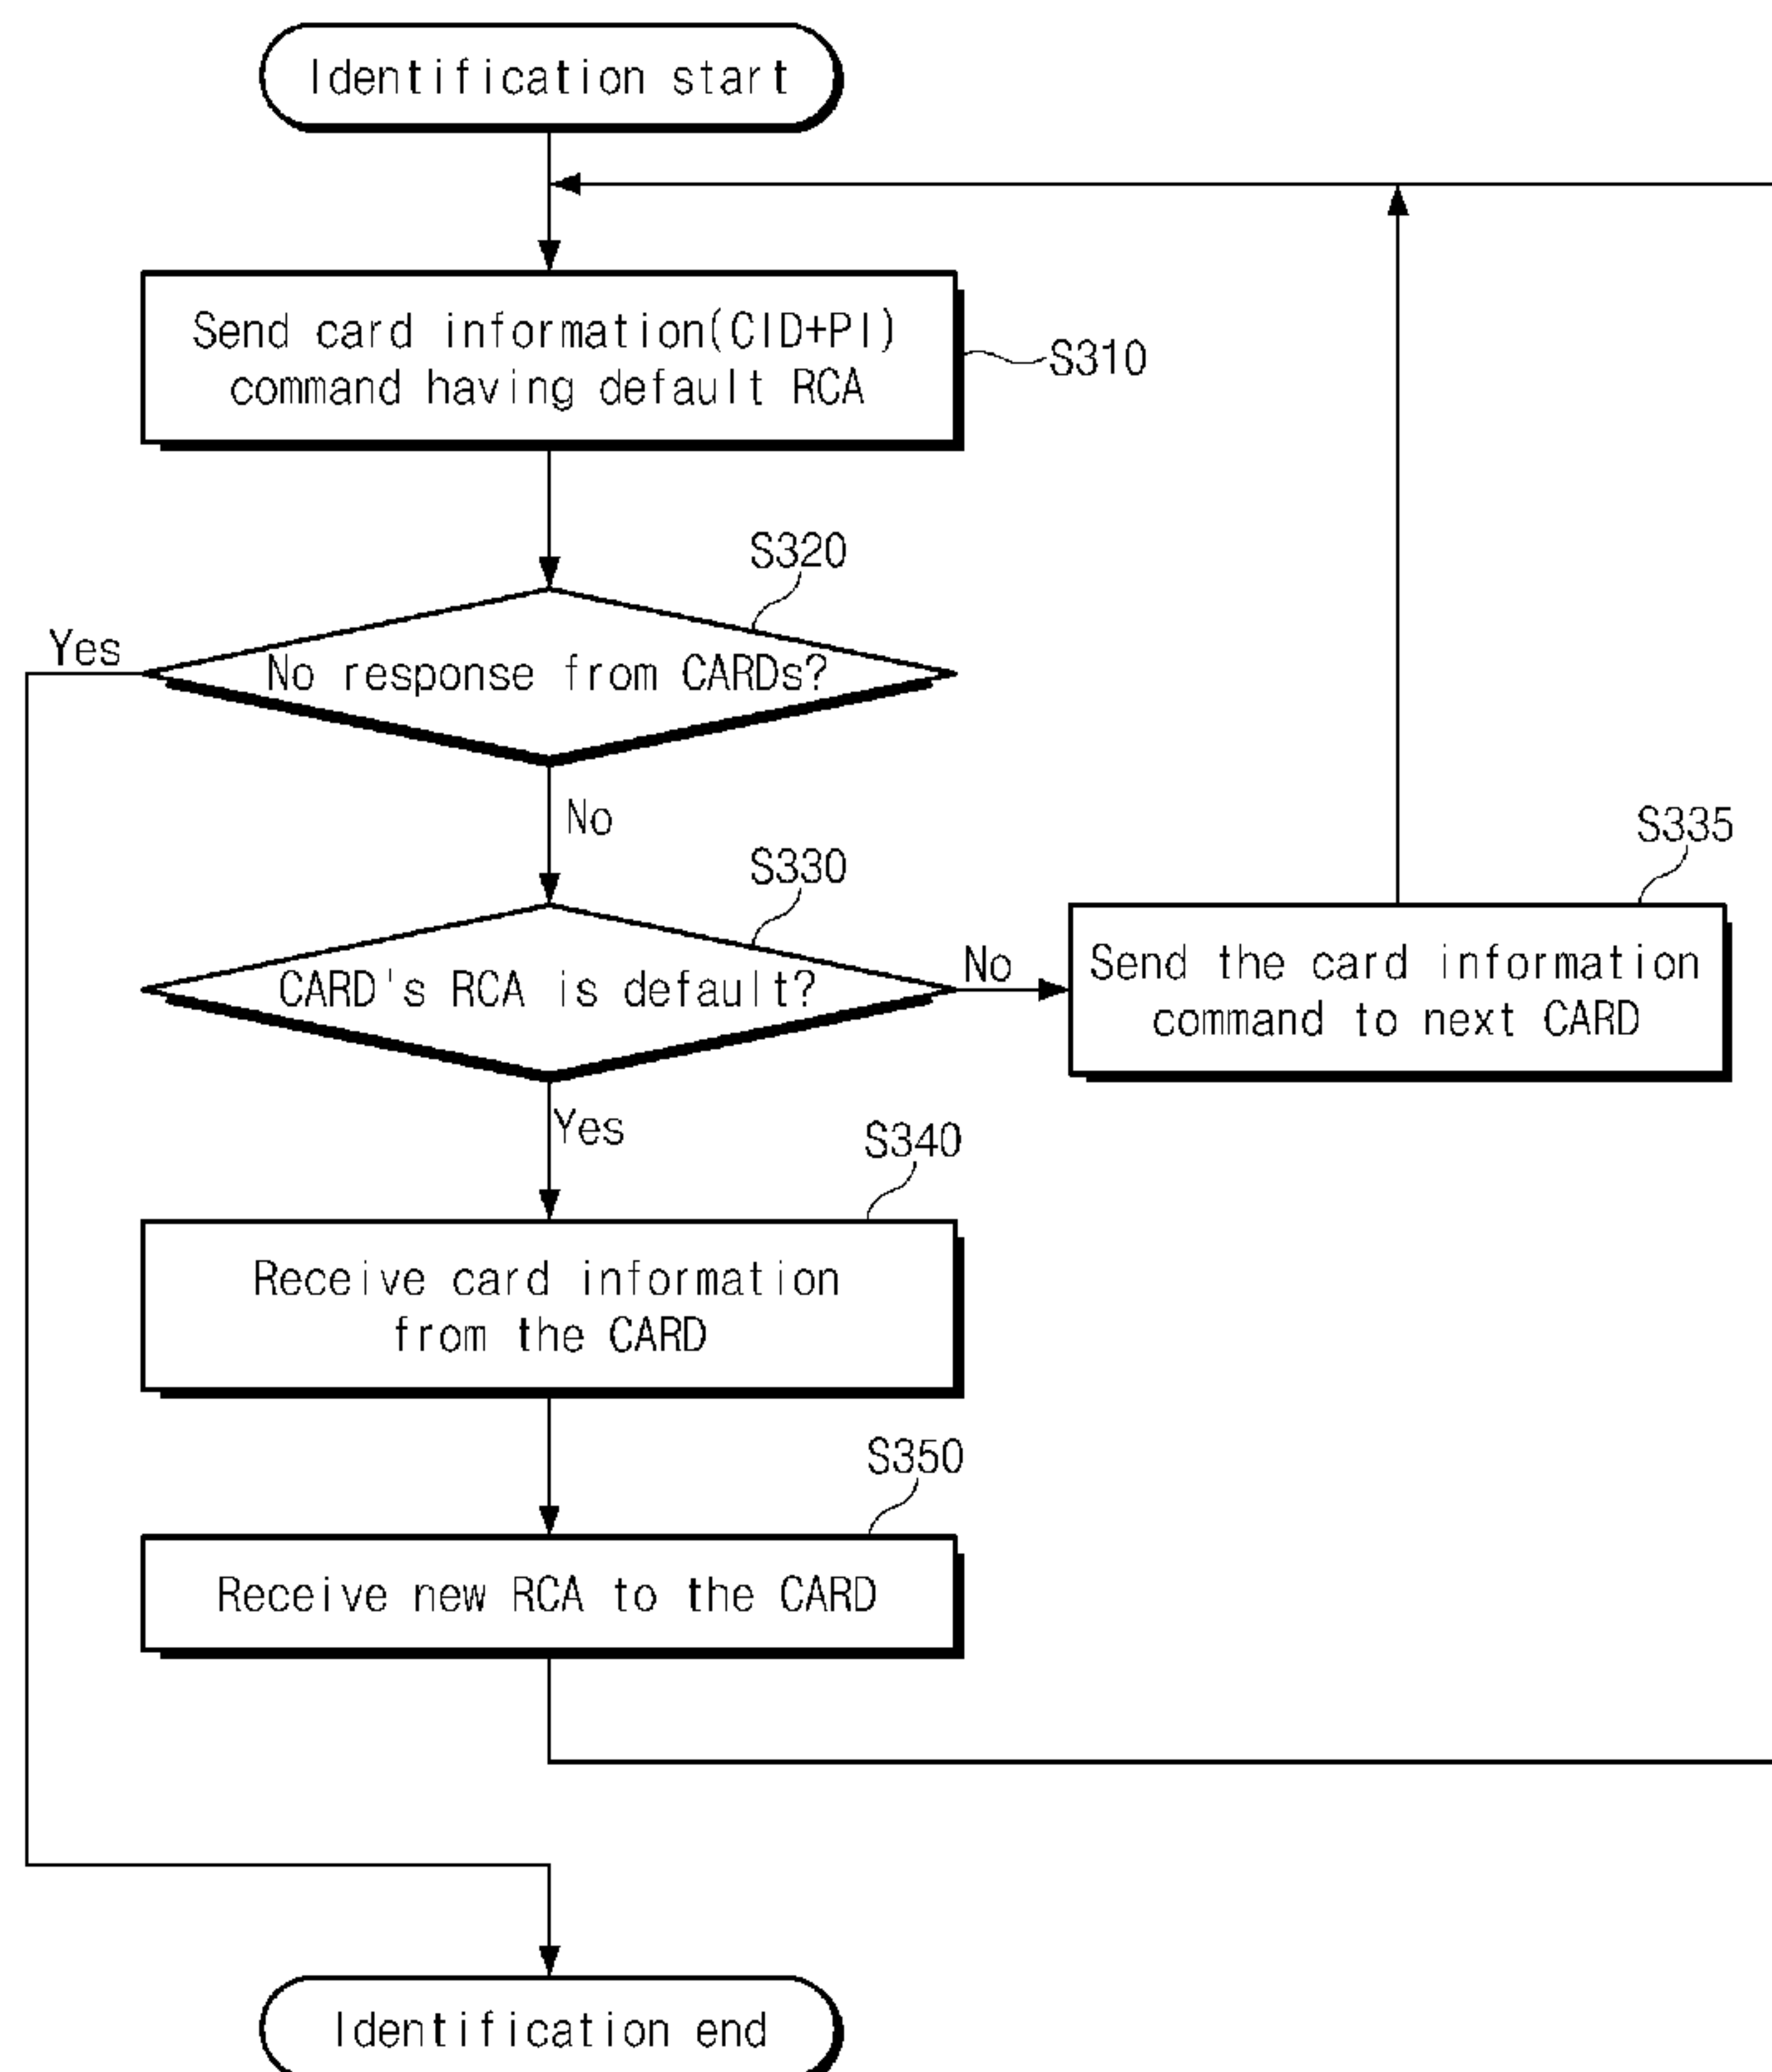 Identification start
Send card information(CID+PI)
command having default RCA
S310
S320
Yes
No response from CARDs?
No
S330
S335
CARD's RCA is default?
No
Send the card information
command to next CARD
Yes
S340
Receive card information
from the CARD
S350
Receive new RCA to the CARD
Identification end